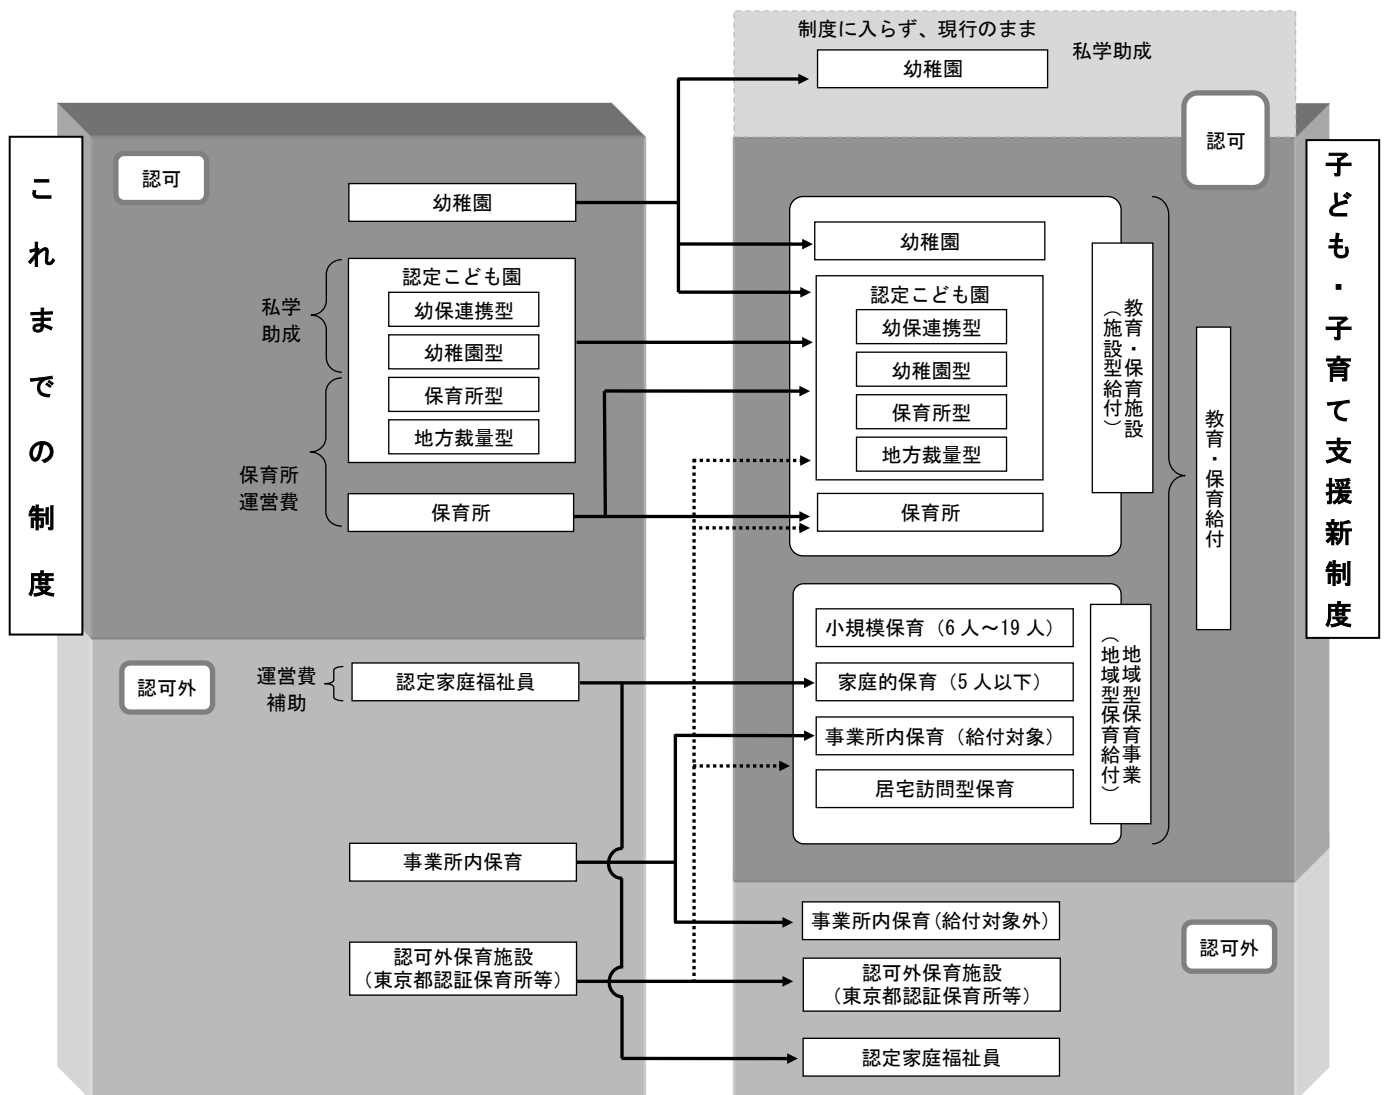 これまでの制度
認可
幼稚園
私学
助成
認定こども園
幼保連携型
幼稚園型
保育所型
地方裁量型
保育所
運営費
保育所
認可外
運営費
補助
認定家庭福祉員
事業所内保育
認可外保育施設
（東京都認証保育所等）
制度に入らず、現行のまま
私学助成
幼稚園
認可
幼稚園
認定こども園
幼保連携型
幼稚園型
保育所型
地方裁量型
保育所
教育・保育施設
（施設型給付）
小規模保育（6人～19人）
家庭的保育（5人以下）
事業所内保育（給付対象）
居宅訪問型保育
地域型保育事業
（地域型保育給付）
教育・保育給付
子ども・子育て支援新制度
事業所内保育(給付対象外)
認可外保育施設
（東京都認証保育所等）
認定家庭福祉員
認可外